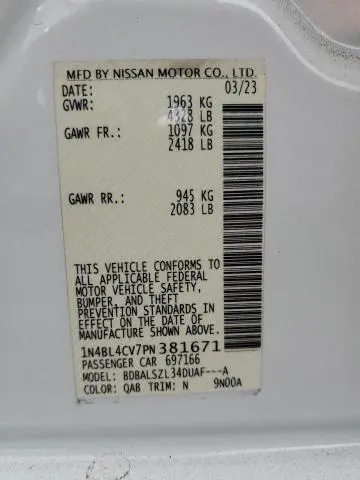 MFD BY NISSAN MOTOR CO., LTD.
DATE: 03/23
GVWR: 1963 KG
4328 LB
GAWR FR.: 1097 KG
2418 LB
GAWR RR.: 945 KG
2083 LB
THIS VEHICLE CONFORMS TO
ALL APPLICABLE FEDERAL
MOTOR VEHICLE SAFETY,
BUMPER, AND THEFT
PREVENTION STANDARDS IN
EFFECT ON THE DATE OF
MANUFACTURE SHOWN ABOVE.
1N4BL4CV7PN381671
PASSENGER CAR 697166
MODEL: BDBALSZL34DUAF---A
COLOR: QAB TRIM: N 9N00A